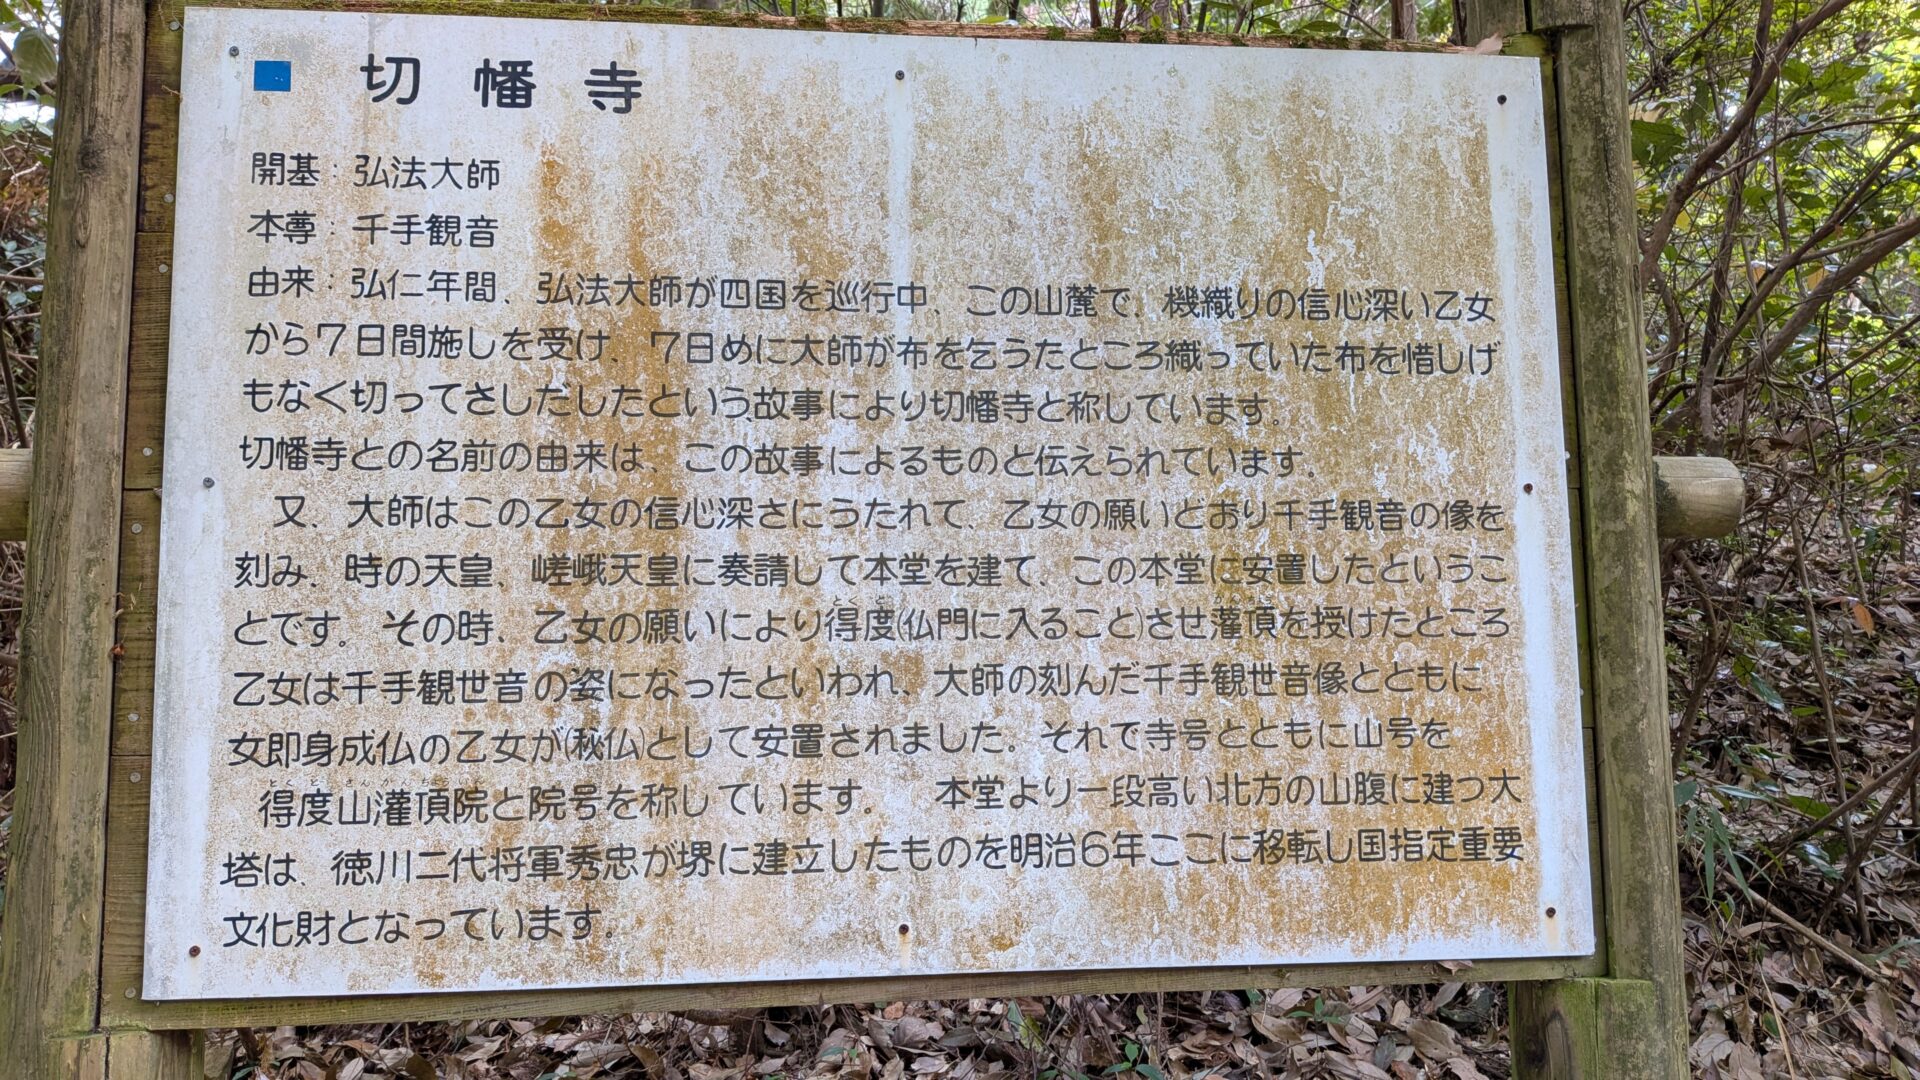 ■ 切幡寺
開基：弘法大師
本尊：千手観音
由来：弘仁年間、弘法大師が四国を巡行中、この山麓で、機織りの信心深い乙女
から7日間施しを受け、7日めに大師が布を乞うたところ織っていた布を惜しげ
もなく切ってさしだしたという、故事により切幡寺と称しています。
切幡寺との名前の由来は、この故事によるものと伝えられています。
又、大師はこの乙女の信心深さにうたれて、乙女の願いどおり千手観音の像を
刻み、時の天皇、嵯峨天皇に奏請して本堂を建て、この本堂に安置したというこ
とです。その時、乙女の願いにより得度(仏門に入ること)させ灌頂を授けたところ
乙女は千手観世音の姿になったといわれ、大師の刻んだ千手観世音像とともに
女即身成仏の乙女が(秘仏)として安置されました。それで寺号とともに山号を
得度山灌頂院と院号を称しています。 本堂より一段高い北方の山腹に建つ大
塔は、徳川二代将軍秀忠が堺に建立したものを明治6年ここに移転し国指定重要
文化財となっています。